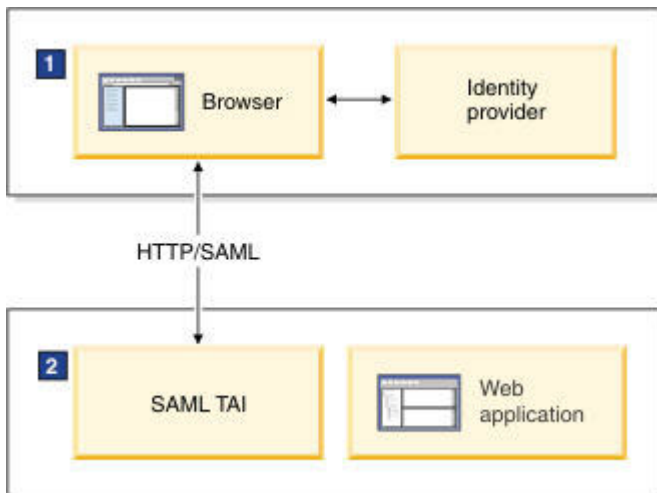 1
Browser
Identity
provider
HTTP/SAML
2
SAML TAI
Web
application